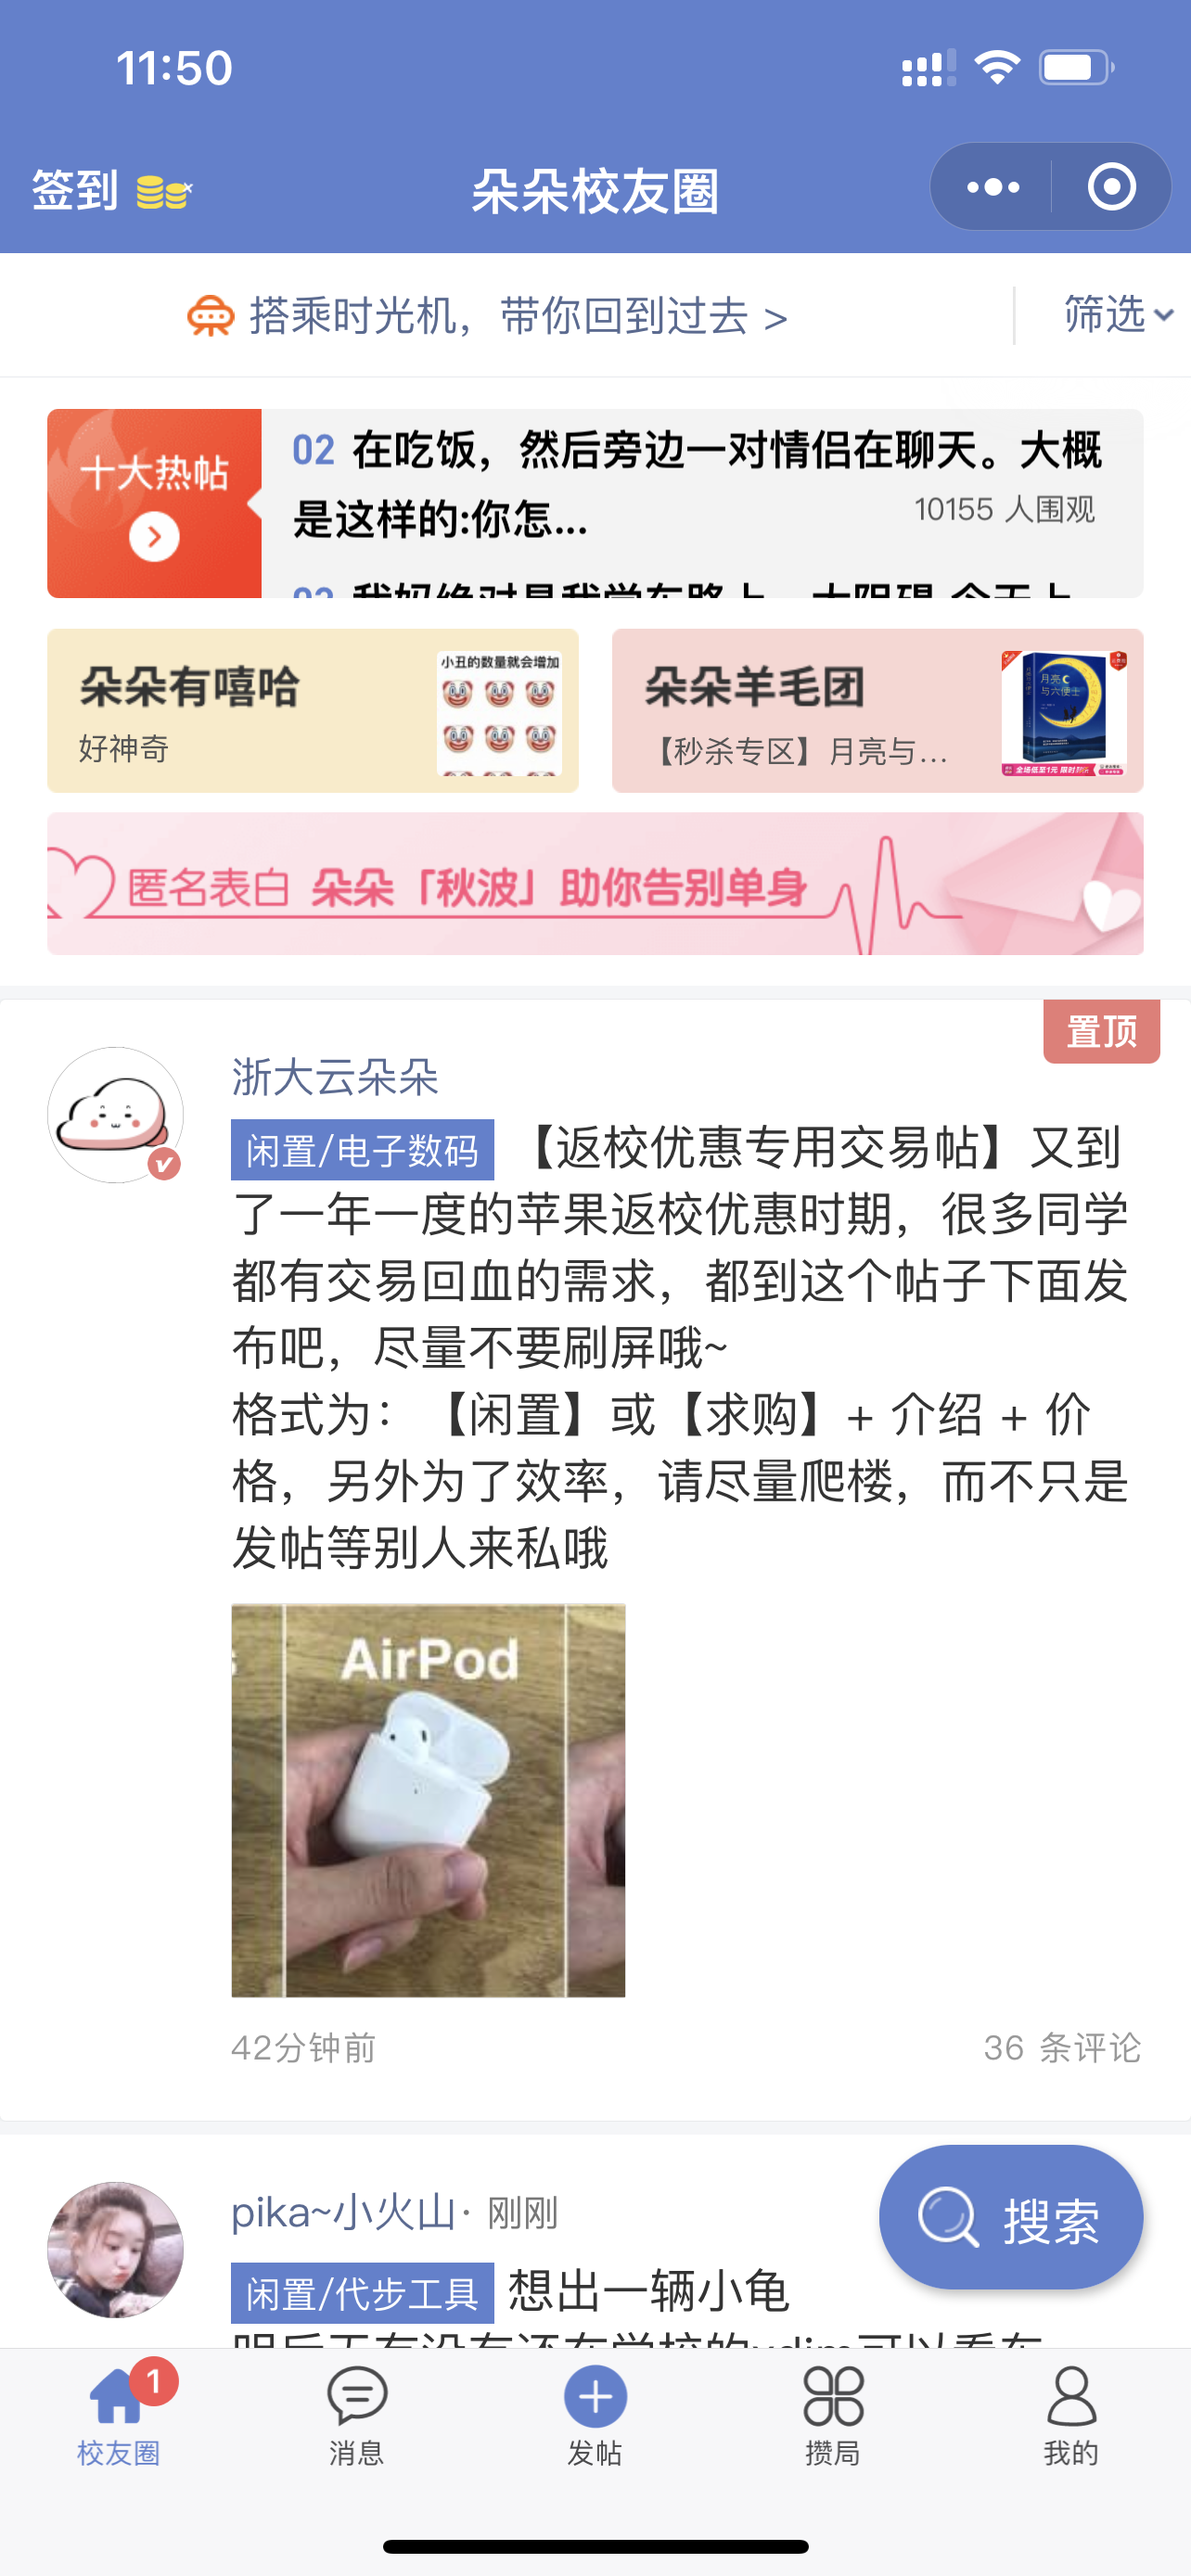 11:50
签到
朵朵校友圈
搭乘时光机，带你回到过去 >
筛选
十大热帖
02 在吃饭，然后旁边一对情侣在聊天。大概
是这样的:你怎...
10155 人围观
朵朵有嘻哈
好神奇
小丑的数量就会增加
朵朵羊毛团
【秒杀专区】月亮与...
月亮
与六便士
全场低至1元
匿名表白 朵朵「秋波」助你告别单身
置顶
浙大云朵朵
闲置/电子数码 【返校优惠专用交易帖】又到
了一年一度的苹果返校优惠时期，很多同学
都有交易回血的需求，都到这个帖子下面发
布吧，尽量不要刷屏哦~
格式为：【闲置】或【求购】+ 介绍 + 价
格，另外为了效率，请尽量爬楼，而不只是
发帖等别人来私哦
AirPod
42分钟前
36 条评论
pika~小火山· 刚刚
搜索
闲置/代步工具 想出一辆小龟
1
校友圈
消息
发帖
攒局
我的